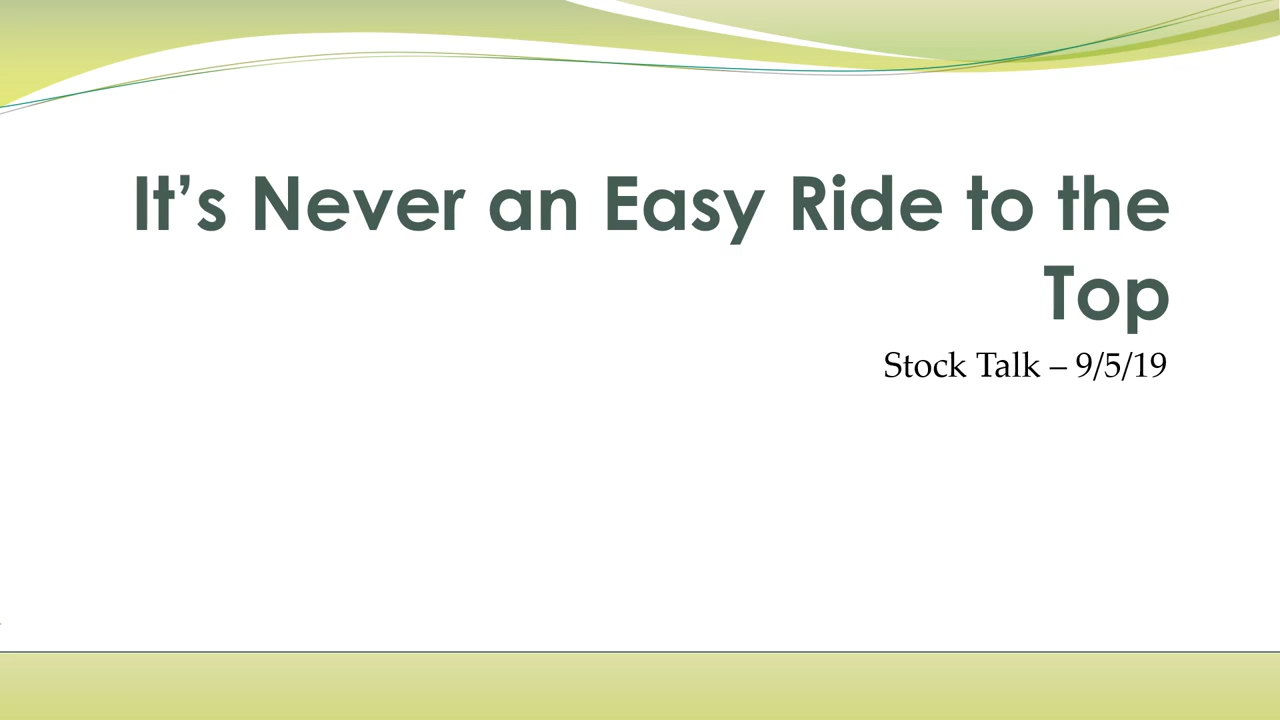 It’s Never an Easy Ride to the
Top
Stock Talk – 9/5/19